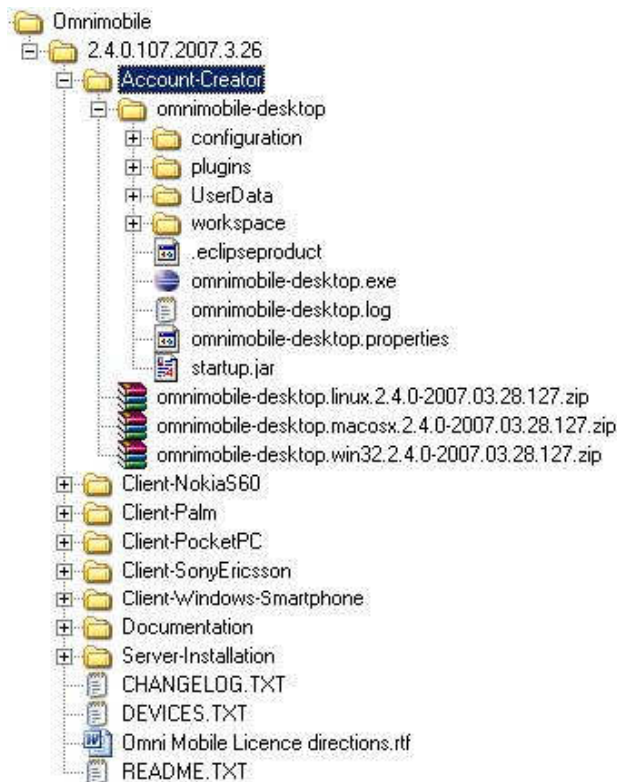 Omnimobile
2.4.0.107.2007.3.26
Account-Creator
omnimobile-desktop
configuration
plugins
UserData
workspace
.eclipseproduct
omnimobile-desktop.exe
omnimobile-desktop.log
omnimobile-desktop.properties
startup.jar
omnimobile-desktop.linux.2.4.0-2007.03.28.127.zip
omnimobile-desktop.macosx.2.4.0-2007.03.28.127.zip
omnimobile-desktop.win32.2.4.0-2007.03.28.127.zip
Client-NokiaS60
Client-Palm
Client-PocketPC
Client-SonyEricsson
Client-Windows-Smartphone
Documentation
Server-Installation
CHANGELOG.TXT
DEVICES.TXT
Omni Mobile Licence directions.rtf
README.TXT